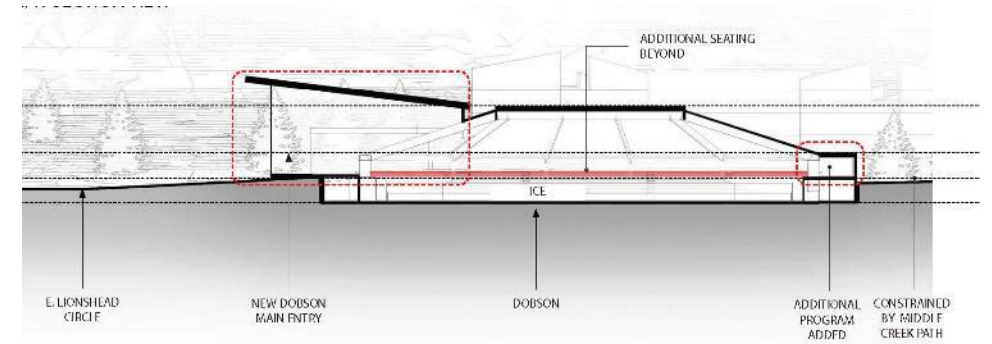 ADDITIONAL SEATING
BEYOND
ICE
E. LIONSHEAD
CIRCLE
NEW DOBSON
MAIN ENTRY
DOBSON
ADDITIONAL
PROGRAM
ADDED
CONSTRAINED
BY MIDDLE
CREEK PATH